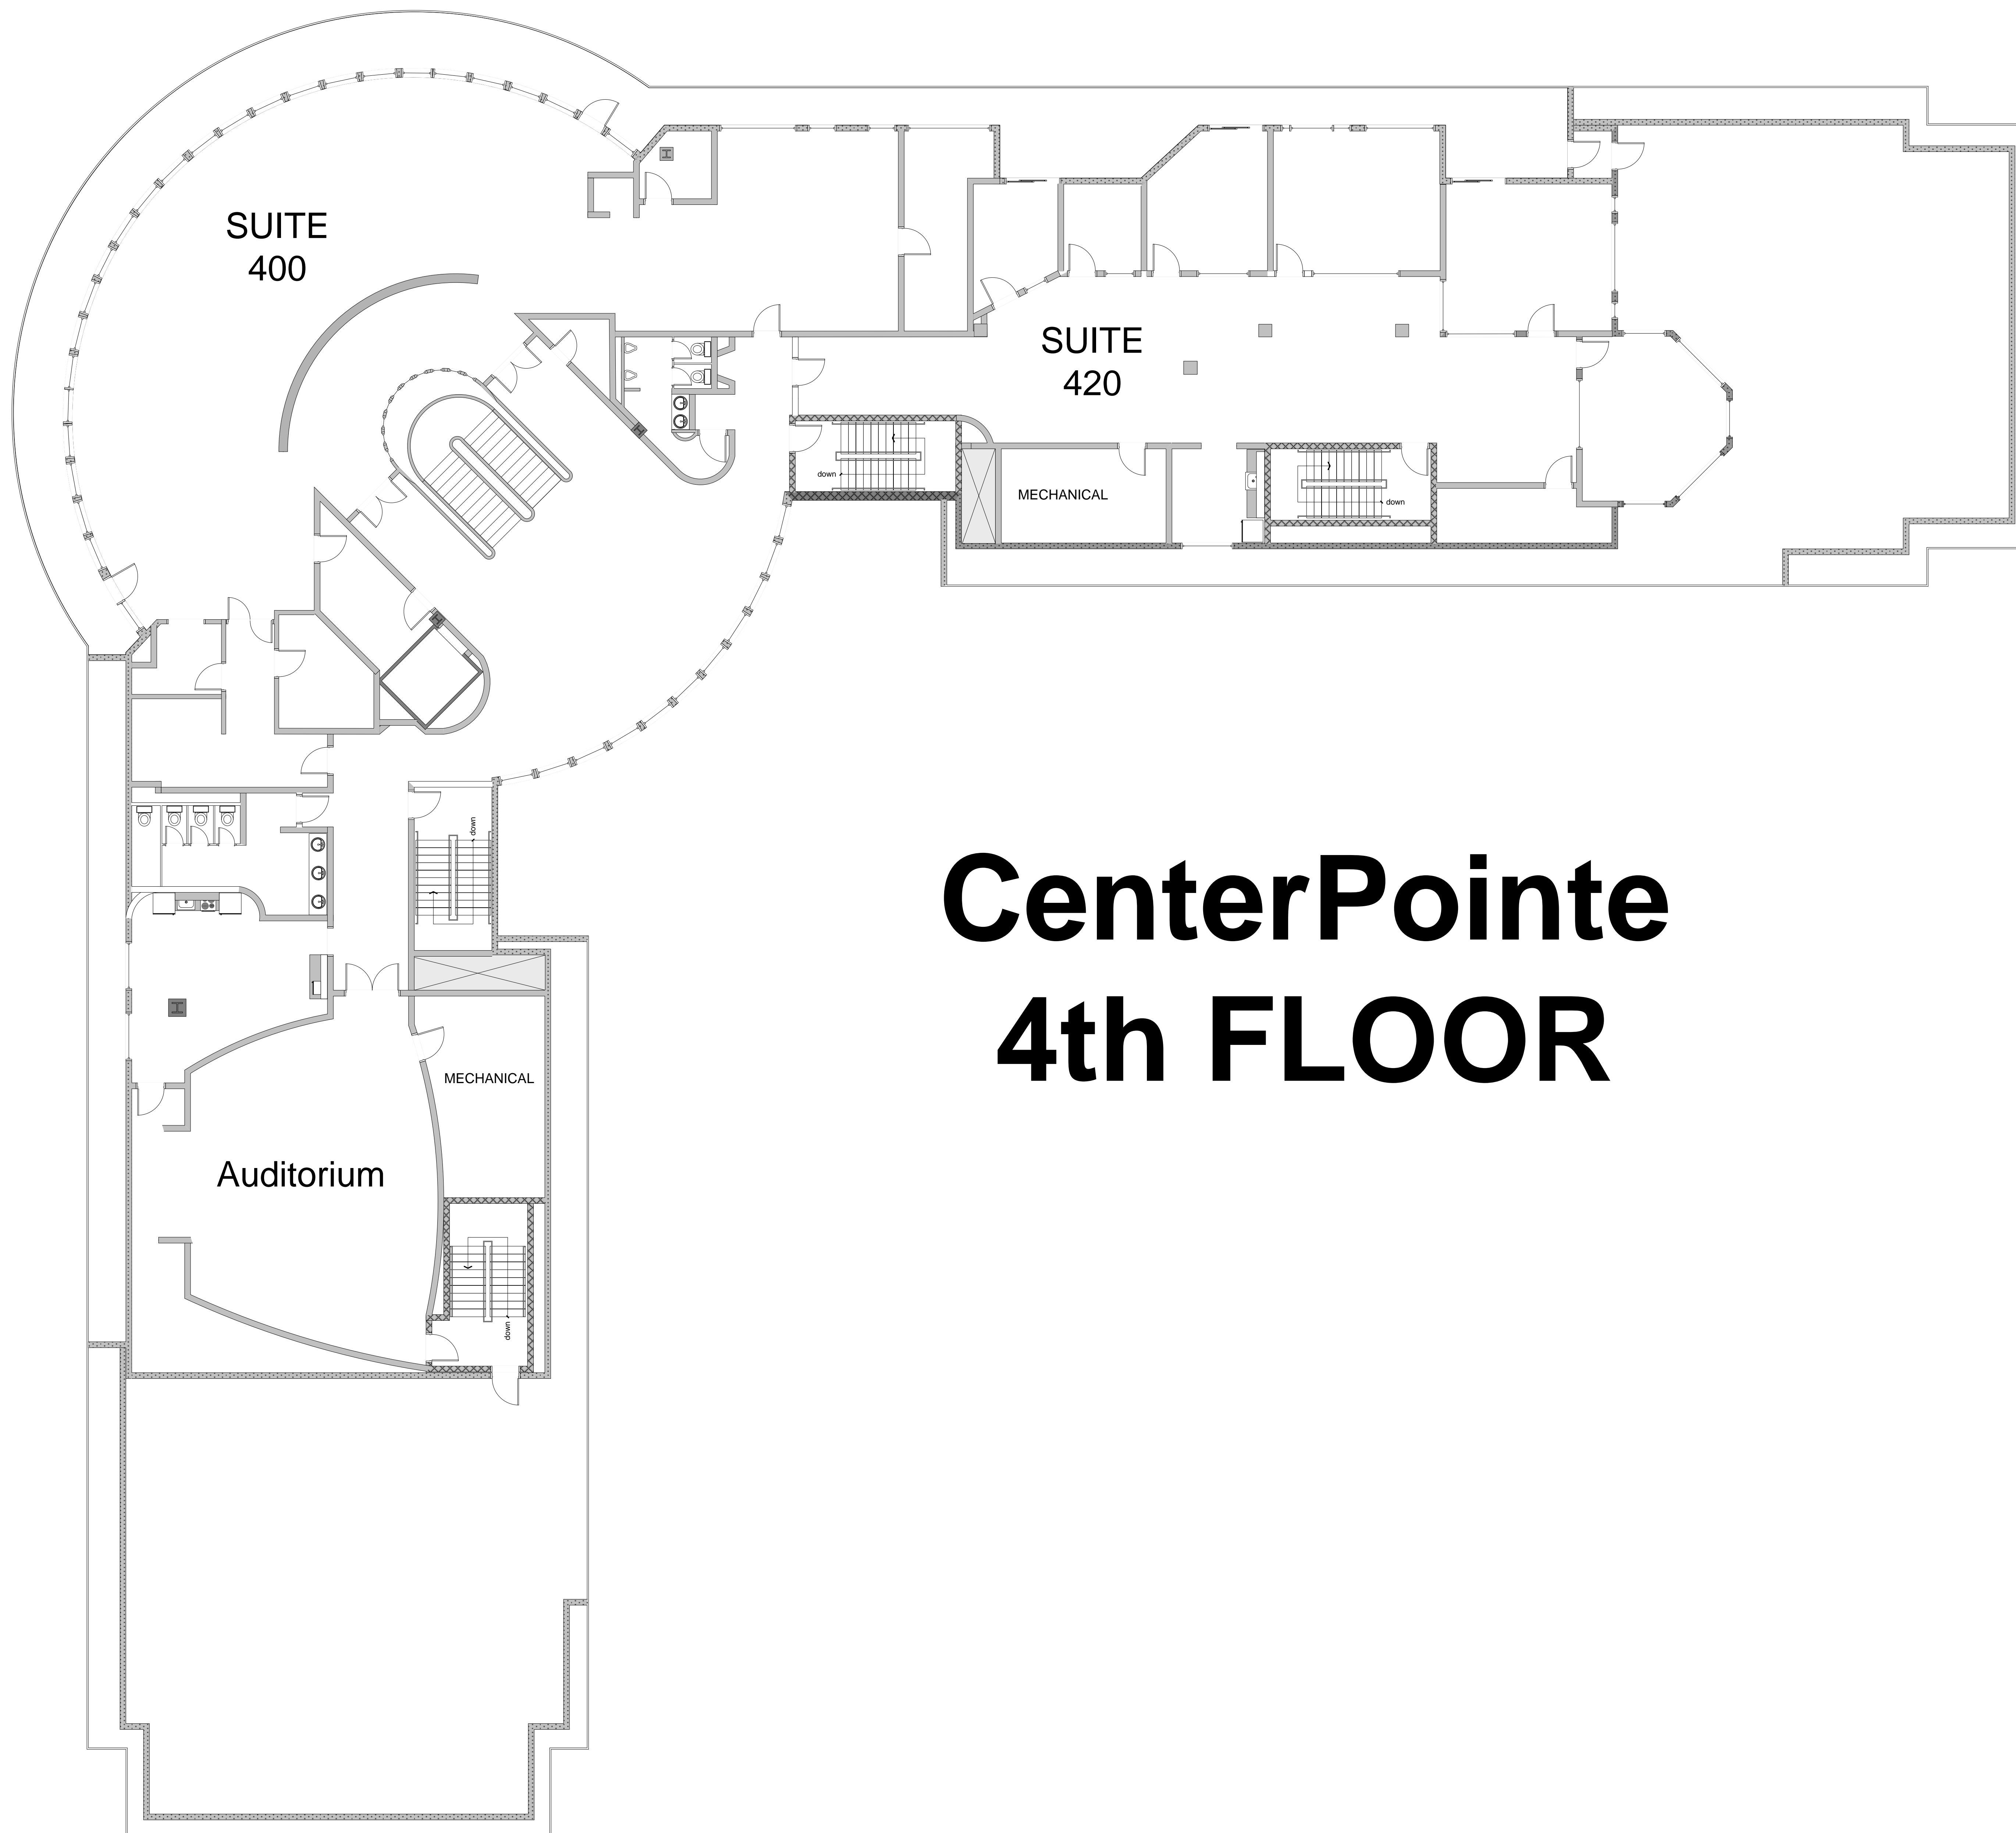 SUITE
400
SUITE
420
down
MECHANICAL
down
down
CenterPointe
4th FLOOR
MECHANICAL
Auditorium
down